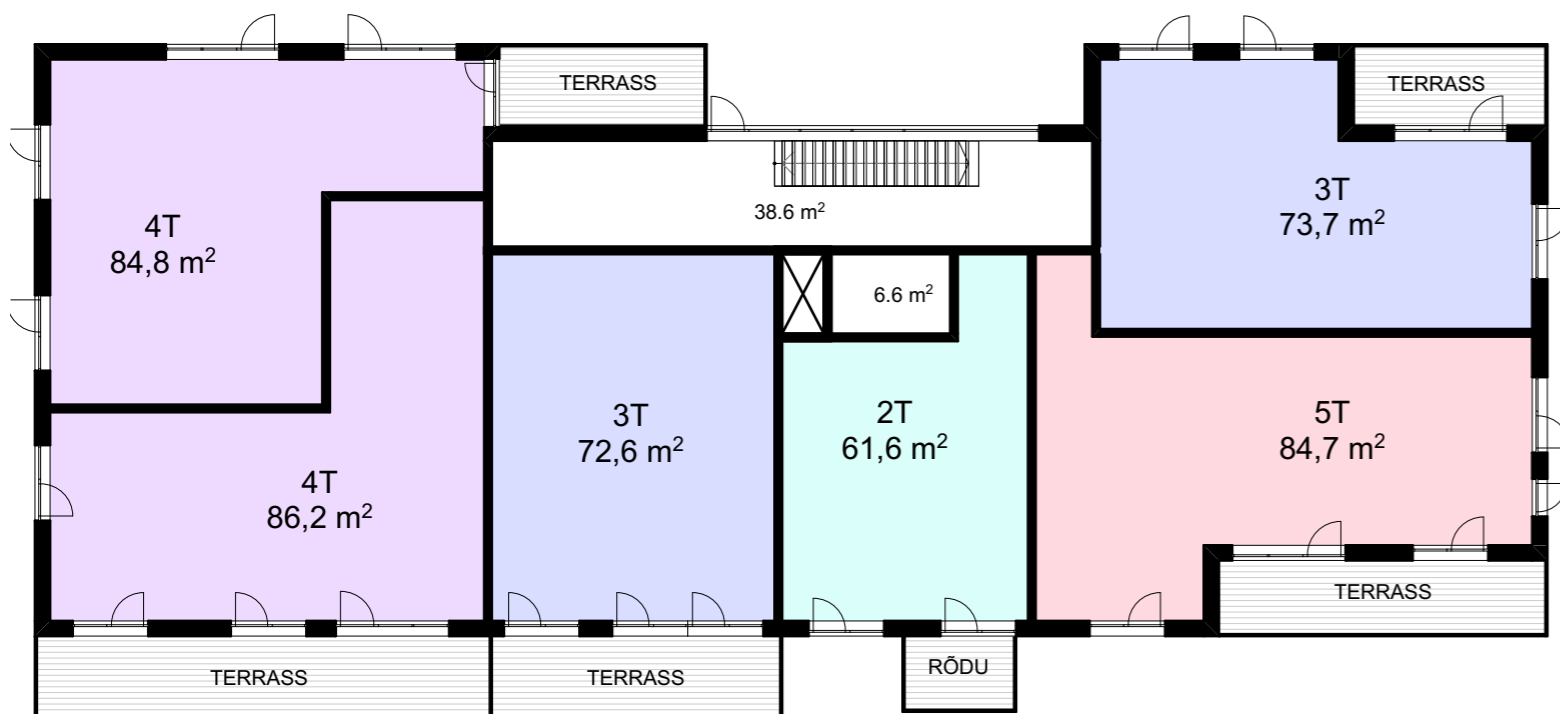 TERRASS
TERRASS
4T
84,8 m²
38.6 m²
3T
73,7 m²
6.6 m²
4T
86,2 m²
3T
72,6 m²
2T
61,6 m²
5T
84,7 m²
TERRASS
TERRASS
TERRASS
RÕDU